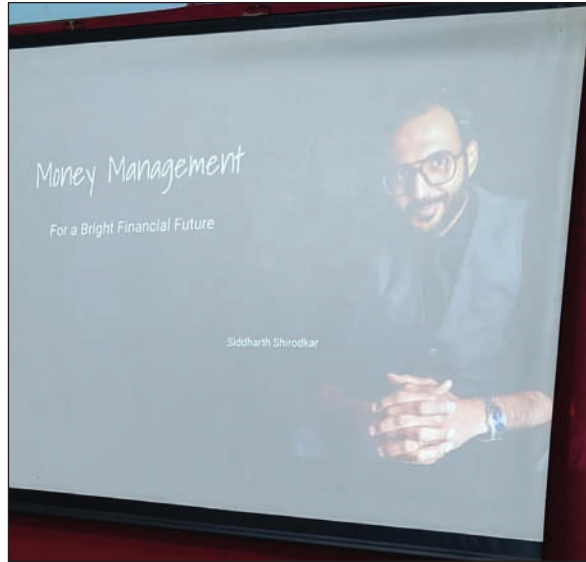 Money Management
For a Bright Financial Future
Siddharth Shirodkar